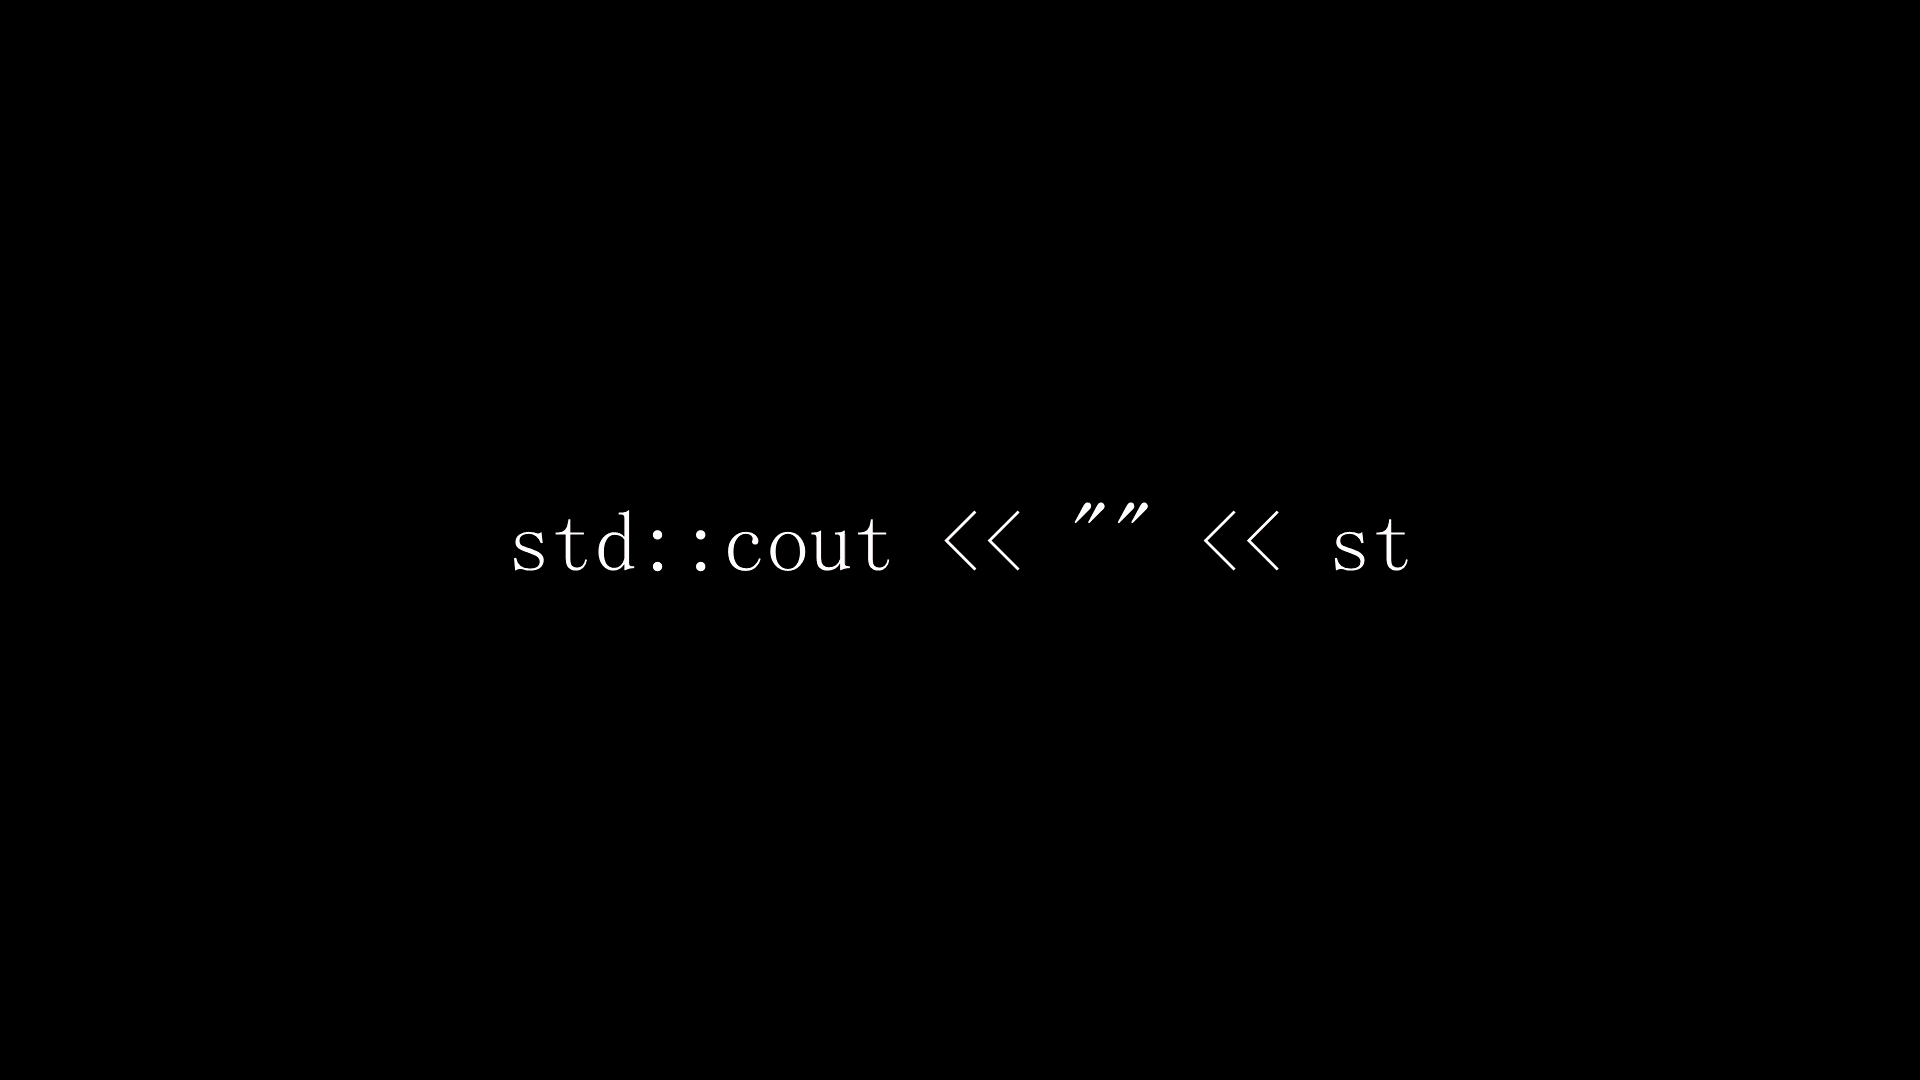 std::cout << "" << st